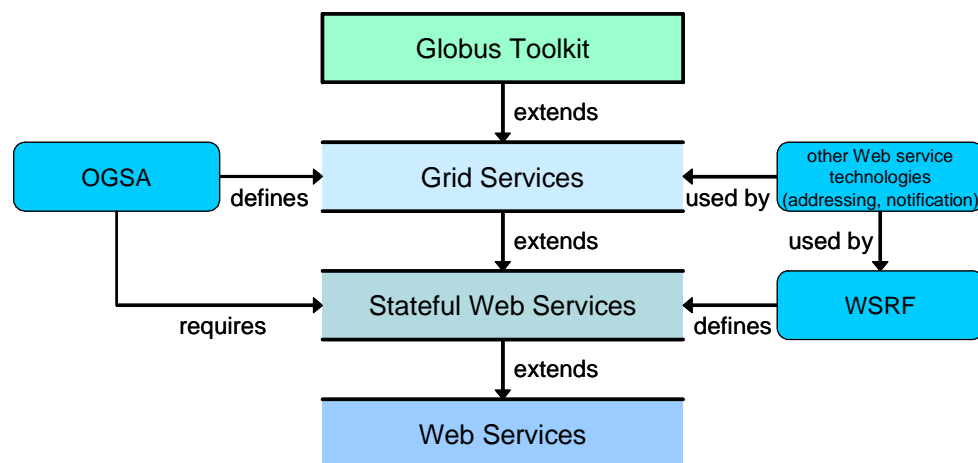 Globus Toolkit
extends
OGSA
defines
Grid Services
used by
other Web service
technologies
(addressing, notification)
extends
used by
requires
Stateful Web Services
defines
WSRF
extends
Web Services